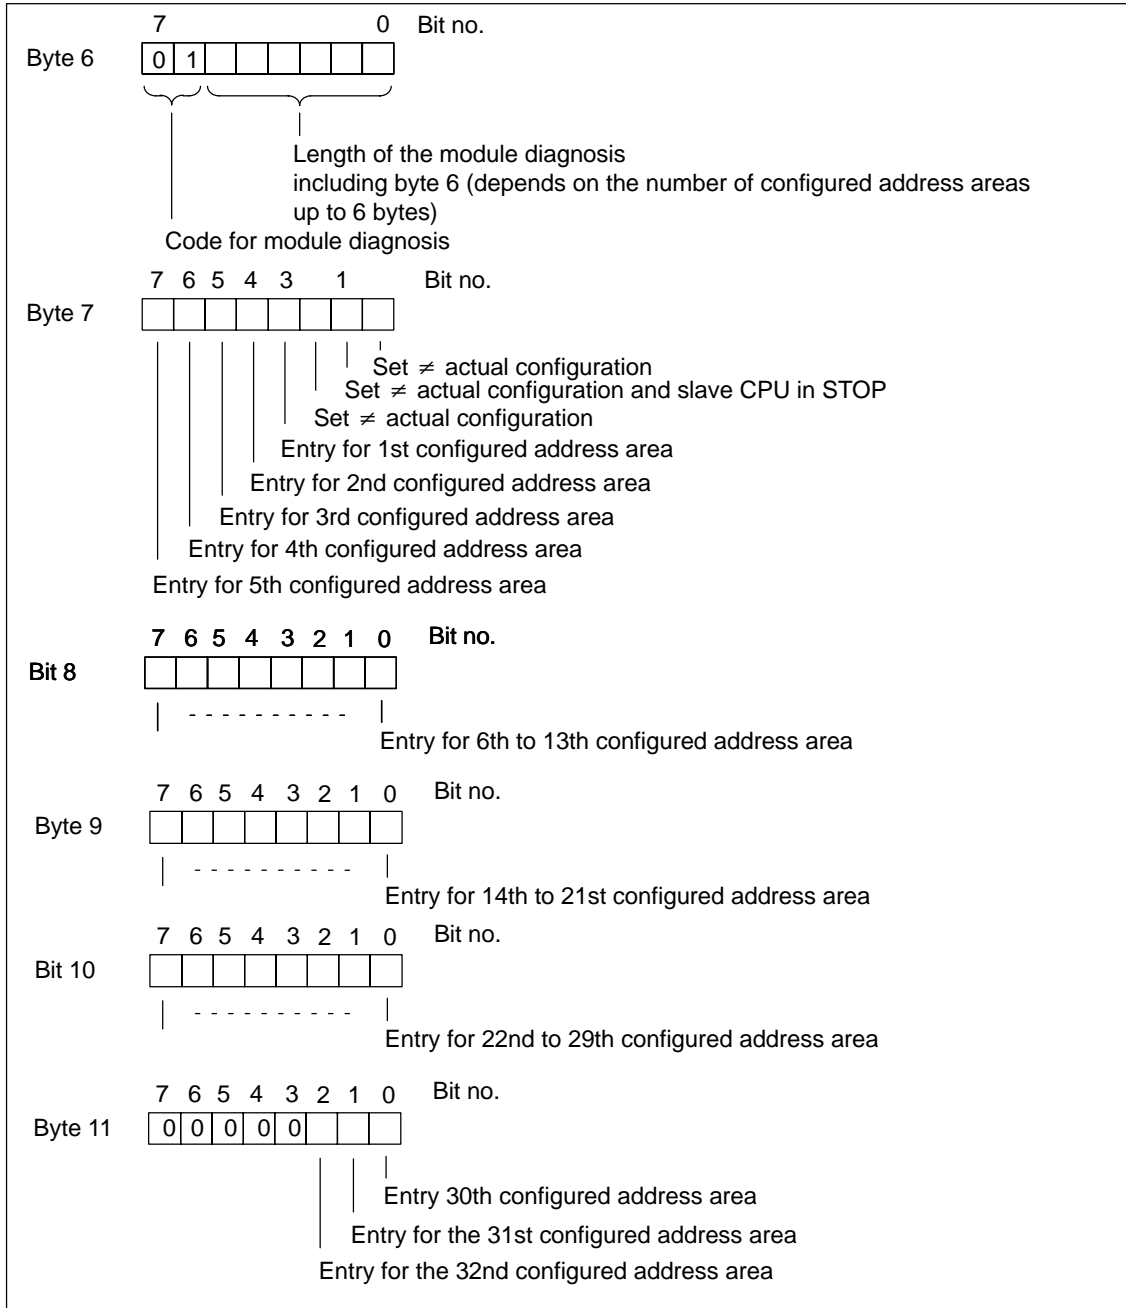 7 0 Bit no.
Byte 6 0 1
Length of the module diagnosis
including byte 6 (depends on the number of configured address areas
up to 6 bytes)
Code for module diagnosis
7 6 5 4 3 1 Bit no.
Byte 7
Set ≠ actual configuration
Set ≠ actual configuration and slave CPU in STOP
Set ≠ actual configuration
Entry for 1st configured address area
Entry for 2nd configured address area
Entry for 3rd configured address area
Entry for 4th configured address area
Entry for 5th configured address area
7 6 5 4 3 2 1 0 Bit no.
Bit 8
Entry for 6th to 13th configured address area
7 6 5 4 3 2 1 0 Bit no.
Byte 9
Entry for 14th to 21st configured address area
7 6 5 4 3 2 1 0 Bit no.
Bit 10
Entry for 22nd to 29th configured address area
7 6 5 4 3 2 1 0 Bit no.
Byte 11 0 0 0 0 0
Entry 30th configured address area
Entry for the 31st configured address area
Entry for the 32nd configured address area